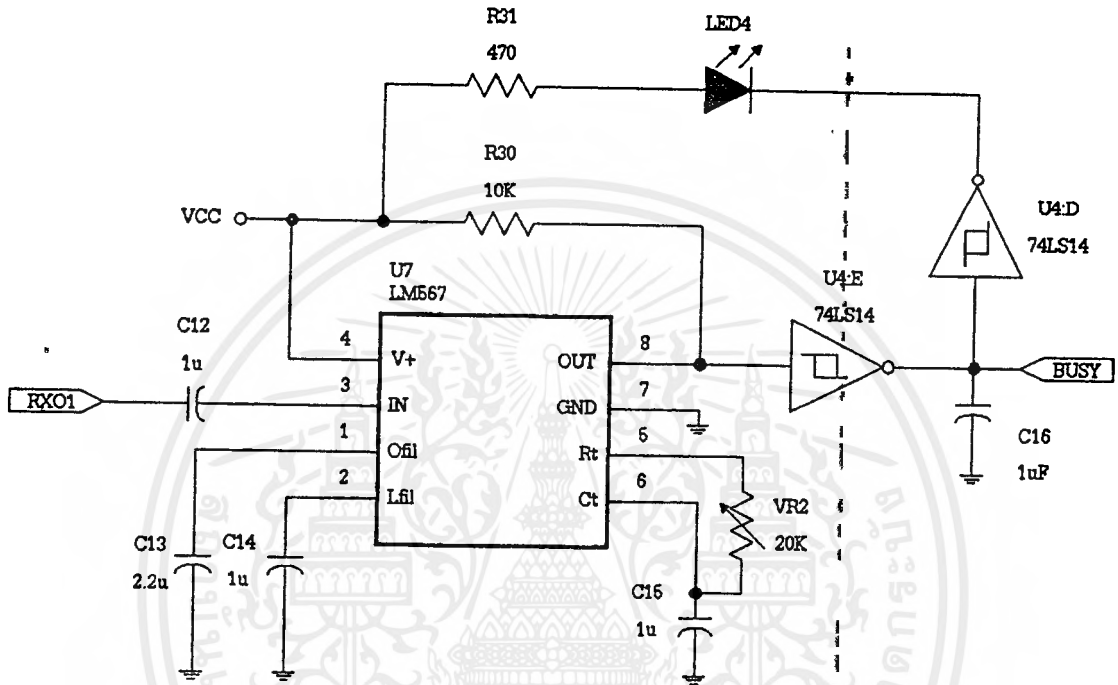 R31
470
LED4
R30
10K
VCC
U4:D
74LS14
U7
LM567
U4:E
74LS14
C12
1u
4
V+
OUT
8
RXO1
3
IN
GND
7
BUSY
1
Ofil
Rt
5
C16
1uF
2
Lfil
Ct
6
VR2
20K
C13
2.2u
C14
1u
C15
1u